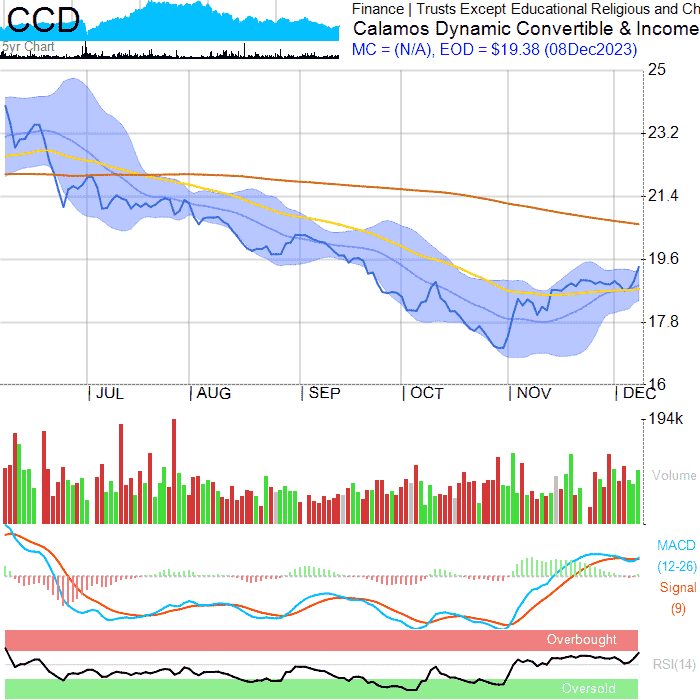 CCD
5yr Chart
Finance | Trusts Except Educational Religious and Ch
Calamos Dynamic Convertible & Income
MC = (N/A), EOD = $19.38 (08Dec2023)
25
23.2
21.4
19.6
17.8
16
JUL AUG SEP OCT NOV DEC
194k
Volume
MACD
(12-26)
Signal
(9)
Overbought
RSI(14)
Oversold